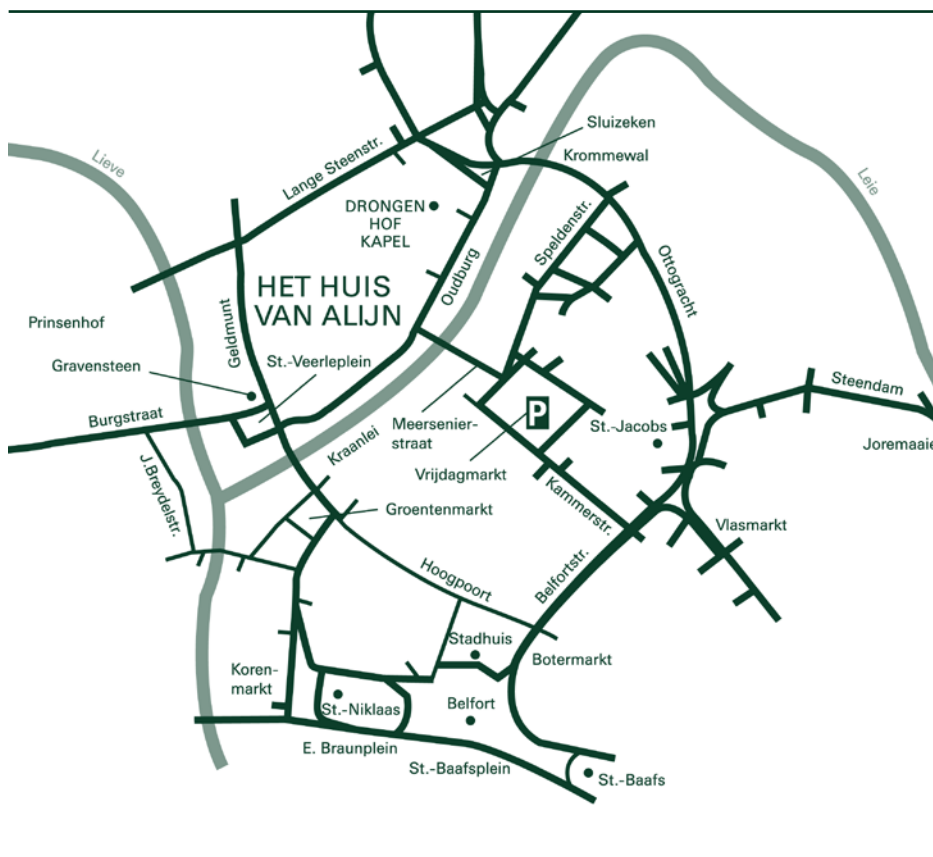 Sluizeken
Krommewal
Lieve
Lange Steenstr.
Leie
DRONGEN
HOF
KAPEL
Speldenstr.
Oudburg
Ottogracht
HET HUIS
VAN ALIJN
Prinsenhof
Geldmunt
St.-Veerleplein
Gravensteen
Steendam
Burgstraat
Meersenier-
straat
P
St.-Jacobs
Joremaaie
Kraanlei
Vrijdagmarkt
J.Breydelstr.
Kammerstr.
Groentenmarkt
Vlasmarkt
Hoogpoort
Belfortstr.
Stadhuis
Botermarkt
Koren-
markt
St.-Niklaas
Belfort
E. Braunplein
St.-Baafsplein
St.-Baafs